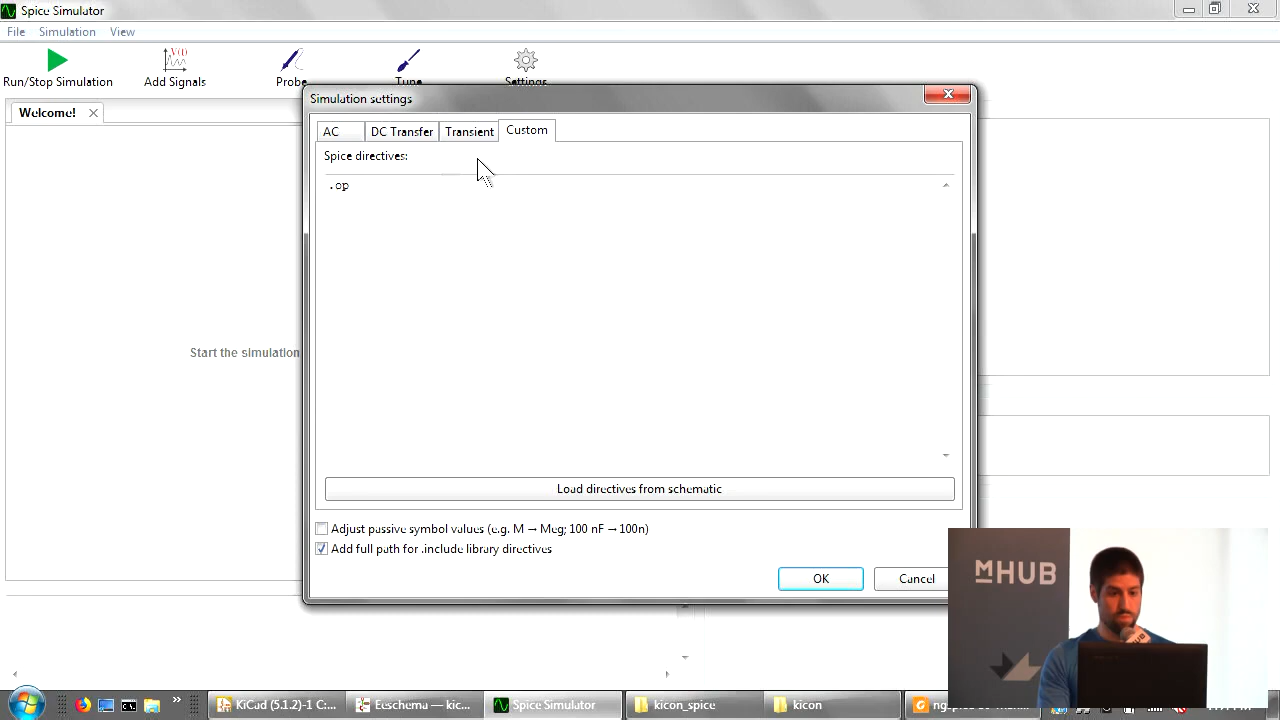 Spice Simulator
File Simulation View
Run/Stop Simulation Add Signals Probe Tune Settings
V(t)
Welcome!
Simulation settings
AC DC Transfer Transient Custom
Spice directives:
.op
Start the simulation
Load directives from schematic
Adjust passive symbol values (e.g. M → Meg; 100 nF → 100n)
Add full path for .include library directives
OK Cancel
MHUB
HUB
KiCad (5.1.2)-1 C:... Eeschema — kic... Spice Simulator kicon_spice kicon